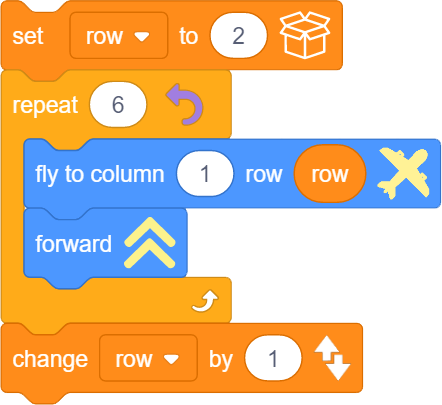 set row to 2
repeat 6
fly to column 1 row row
forward
change row by 1